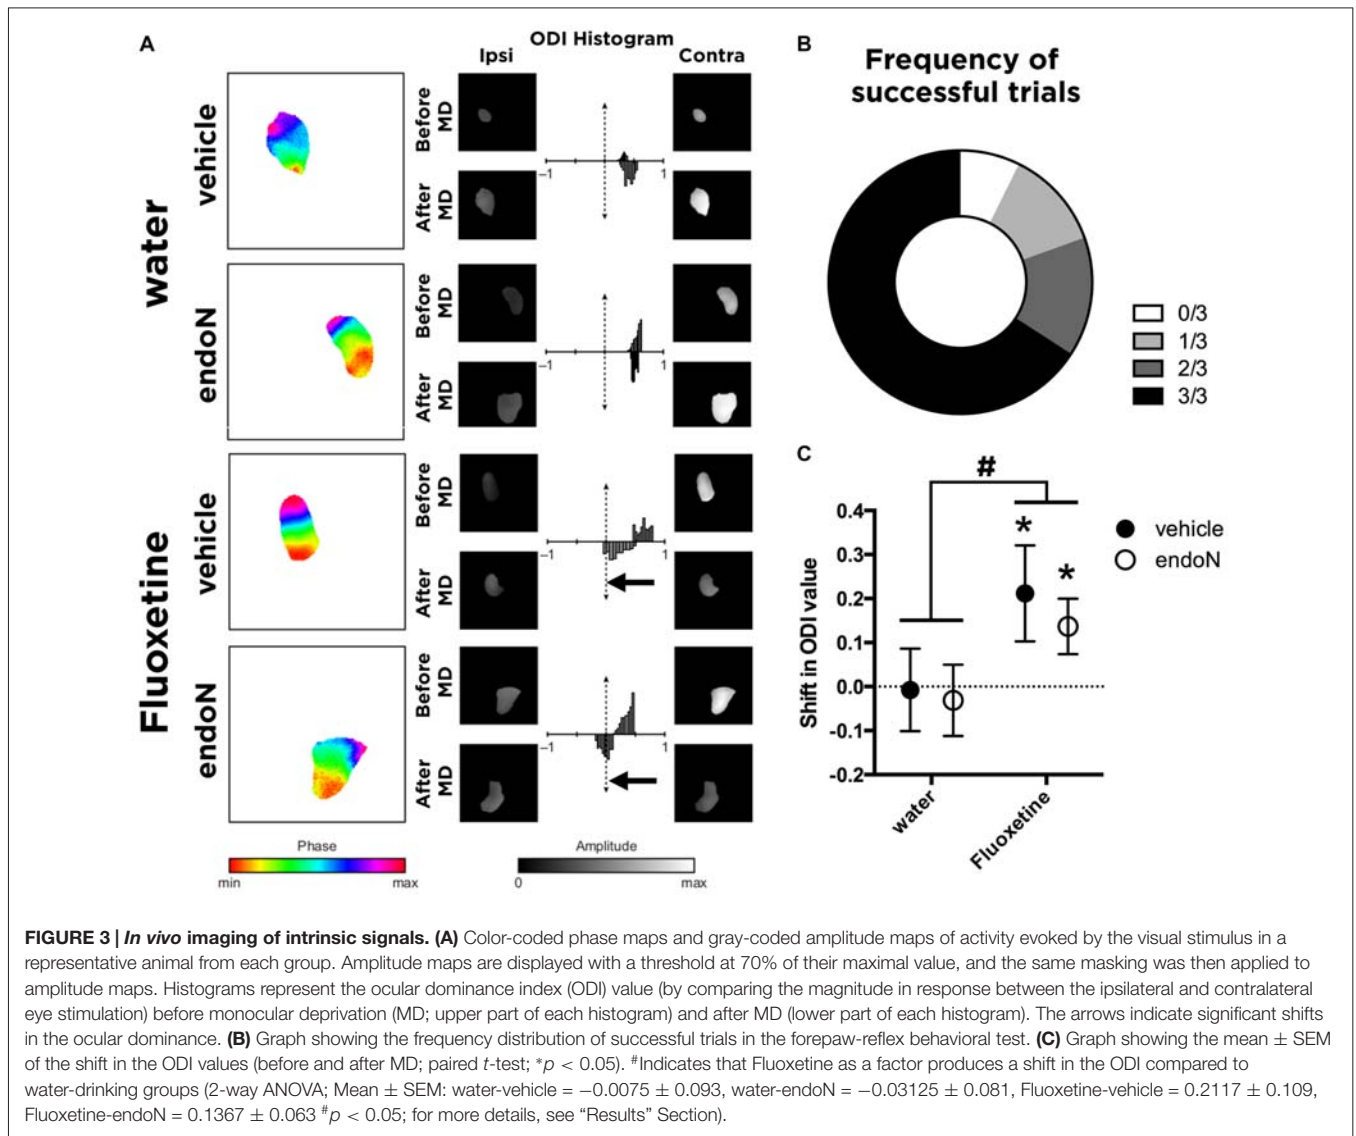 A
ODI Histogram
Ipsi
Contra
water
vehicle
Before
MD
After
MD
-1
1
endoN
Before
MD
After
MD
-1
1
Fluoxetine
vehicle
Before
MD
After
MD
-1
1
endoN
Before
MD
After
MD
-1
1
Phase
min
max
Amplitude
0
max
B
Frequency of
successful trials
0/3
1/3
2/3
3/3
C
#
*
*
0.4
0.3
0.2
0.1
0.0
-0.1
-0.2
Shift in ODI value
water
Fluoxetine
vehicle
endoN
FIGURE 3 | In vivo imaging of intrinsic signals. (A) Color-coded phase maps and gray-coded amplitude maps of activity evoked by the visual stimulus in a
representative animal from each group. Amplitude maps are displayed with a threshold at 70% of their maximal value, and the same masking was then applied to
amplitude maps. Histograms represent the ocular dominance index (ODI) value (by comparing the magnitude in response between the ipsilateral and contralateral
eye stimulation) before monocular deprivation (MD; upper part of each histogram) and after MD (lower part of each histogram). The arrows indicate significant shifts
in the ocular dominance. (B) Graph showing the frequency distribution of successful trials in the forepaw-reflex behavioral test. (C) Graph showing the mean ± SEM
of the shift in the ODI values (before and after MD; paired t-test; *p < 0.05). #Indicates that Fluoxetine as a factor produces a shift in the ODI compared to
water-drinking groups (2-way ANOVA; Mean ± SEM: water-vehicle = −0.0075 ± 0.093, water-endoN = −0.03125 ± 0.081, Fluoxetine-vehicle = 0.2117 ± 0.109,
Fluoxetine-endoN = 0.1367 ± 0.063 #p < 0.05; for more details, see “Results” Section).